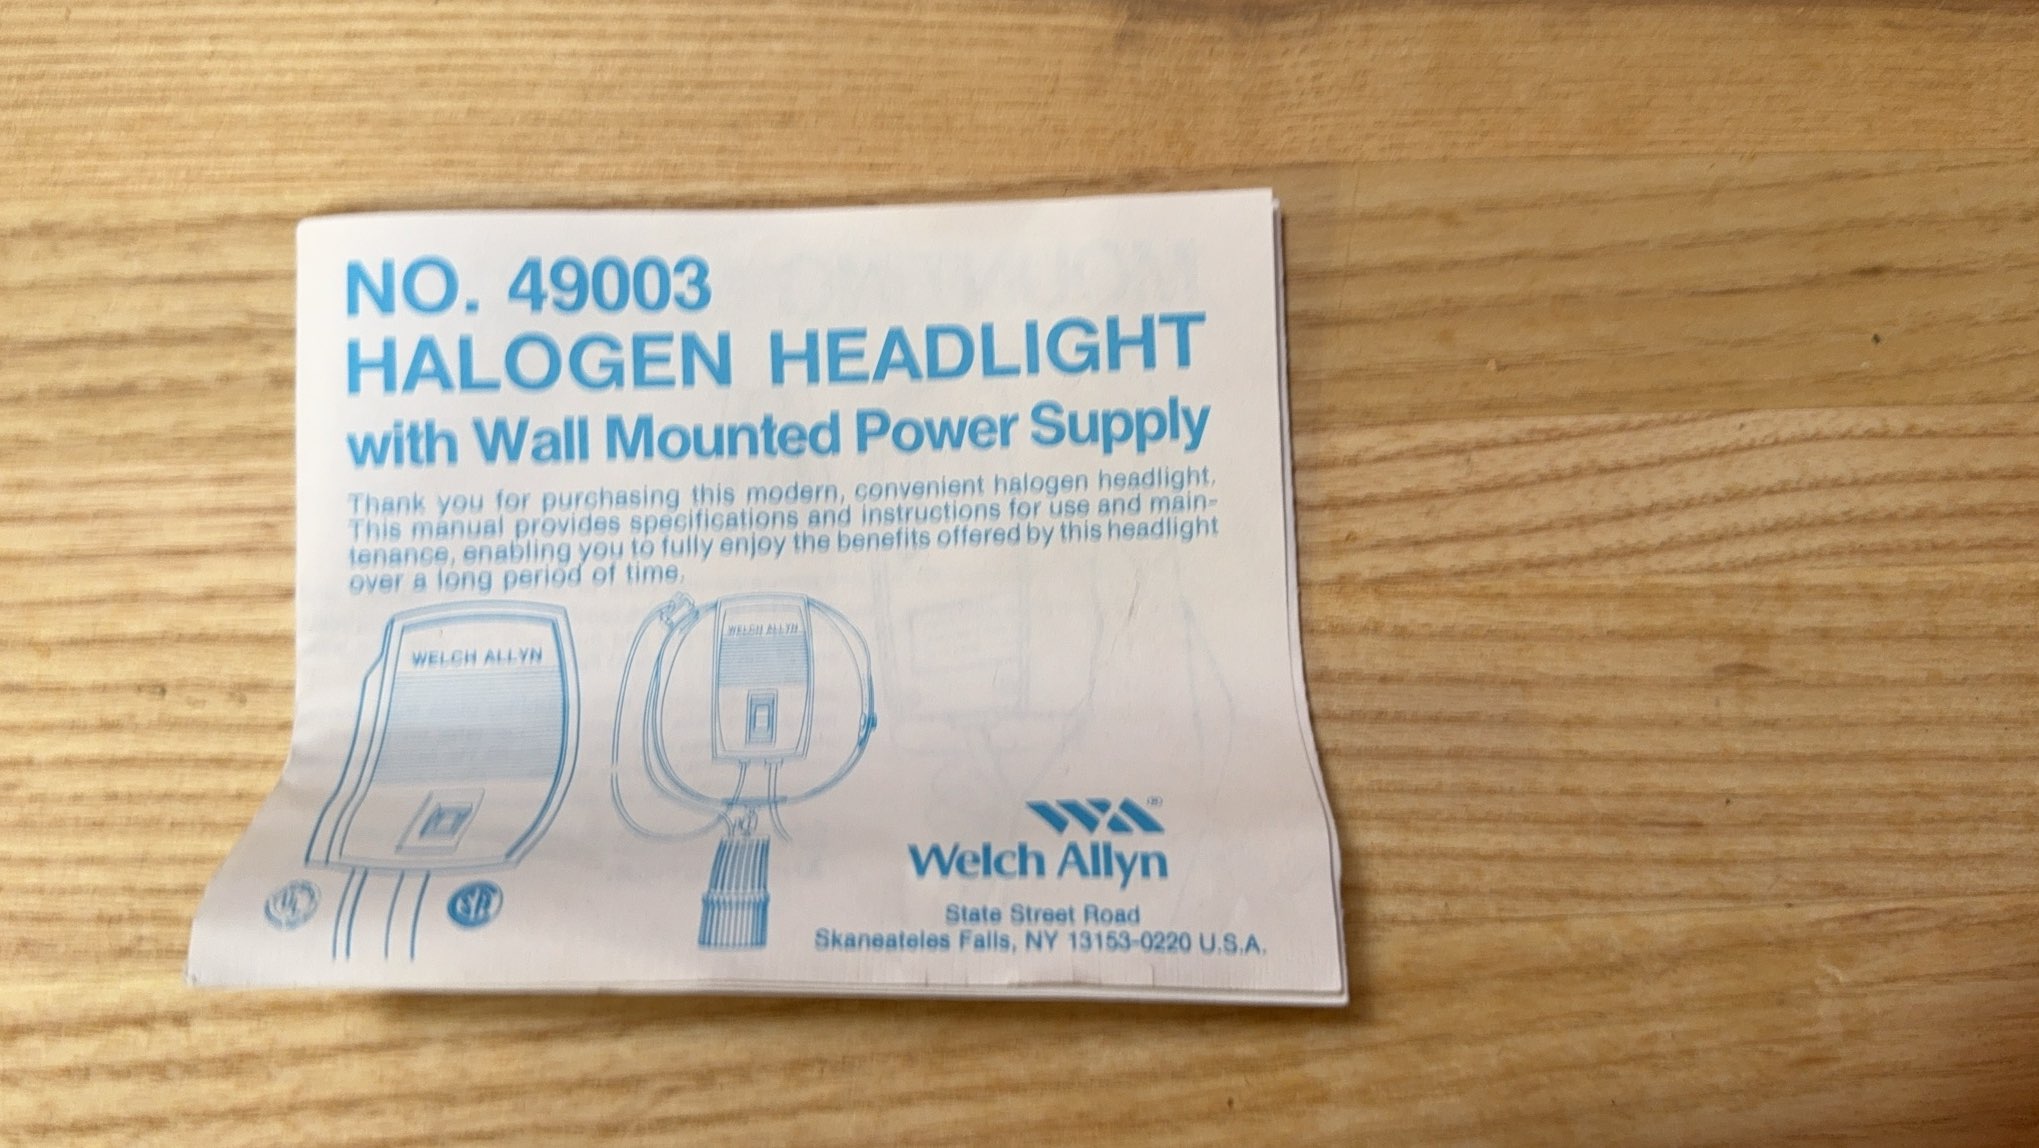 NO. 49003
HALOGEN HEADLIGHT
with Wall Mounted Power Supply
Thank you for purchasing this modern, convenient halogen headlight.
This manual provides specifications and instructions for use and main-
tenance, enabling you to fully enjoy the benefits offered by this headlight
over a long period of time.
WELCH ALLYN
WELCH ALLYN
UL
SA
WA®
Welch Allyn
State Street Road
Skaneateles Falls, NY 13153-0220 U.S.A.